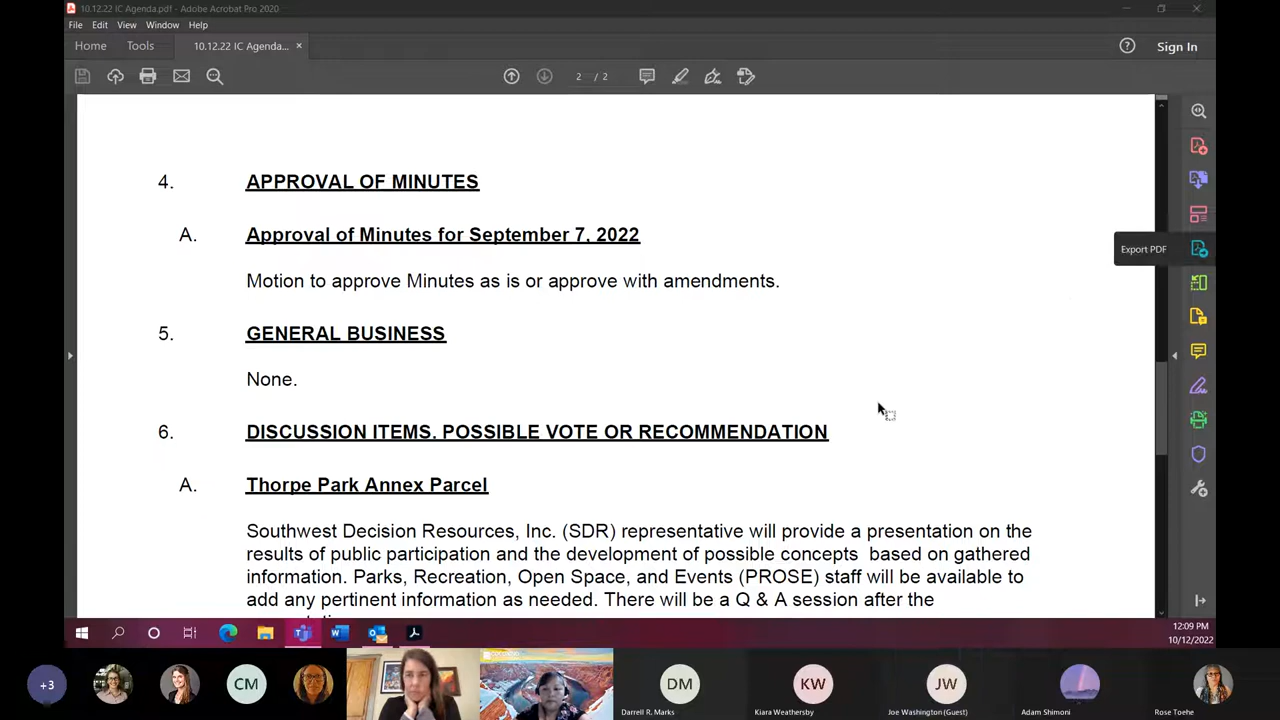 10.12.22 IC Agenda.pdf - Adobe Acrobat Pro 2020
File Edit View Window Help
Home Tools 10.12.22 IC Agenda... × Sign In
2 / 2
4. APPROVAL OF MINUTES
A. Approval of Minutes for September 7, 2022
Export PDF
Motion to approve Minutes as is or approve with amendments.
5. GENERAL BUSINESS
None.
6. DISCUSSION ITEMS. POSSIBLE VOTE OR RECOMMENDATION
A. Thorpe Park Annex Parcel
Southwest Decision Resources, Inc. (SDR) representative will provide a presentation on the
results of public participation and the development of possible concepts based on gathered
information. Parks, Recreation, Open Space, and Events (PROSE) staff will be available to
add any pertinent information as needed. There will be a Q & A session after the
12:09 PM
10/12/2022
+3
CM
DM
KW
JW
Darrell R. Marks
Kiara Weathersby
Joe Washington (Guest)
Adam Shimoni
Rose Toehe